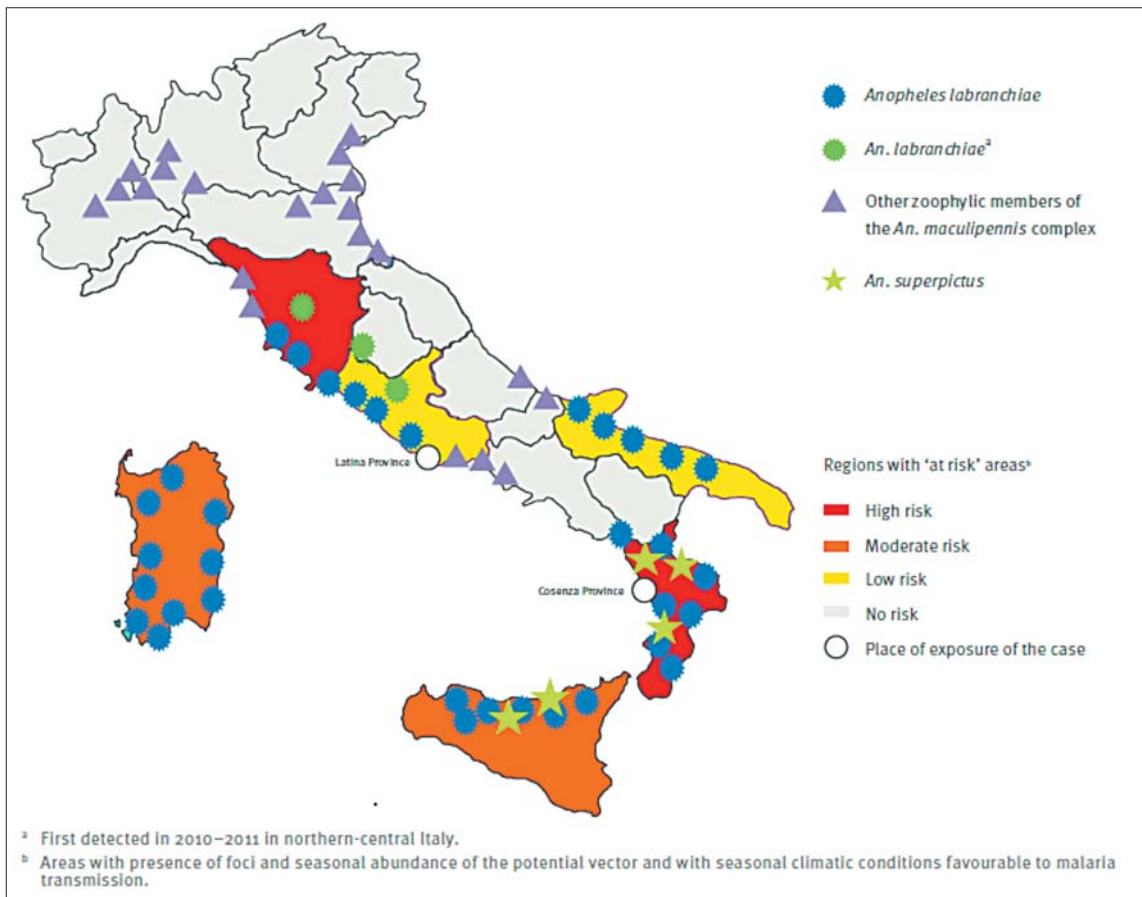 Anopheles labranchiae
An. labranchiaeᵃ
Other zoophylic members of
the An. maculipennis complex
An. superpictus
Latina Province
Cosenza Province
Regions with 'at risk' areasᵇ
High risk
Moderate risk
Low risk
No risk
Place of exposure of the case
ᵃ First detected in 2010–2011 in northern-central Italy.
ᵇ Areas with presence of foci and seasonal abundance of the potential vector and with seasonal climatic conditions favourable to malaria
transmission.